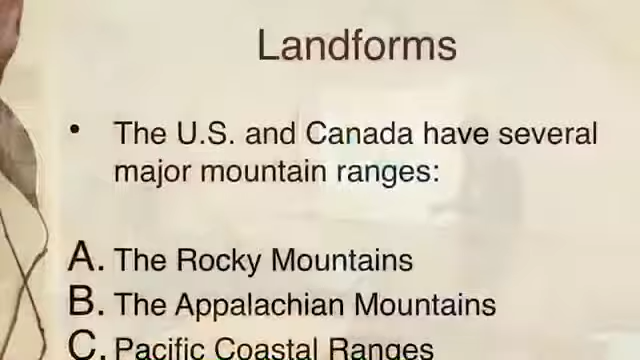 Landforms
• The U.S. and Canada have several
major mountain ranges:
A. The Rocky Mountains
B. The Appalachian Mountains
C. Pacific Coastal Ranges